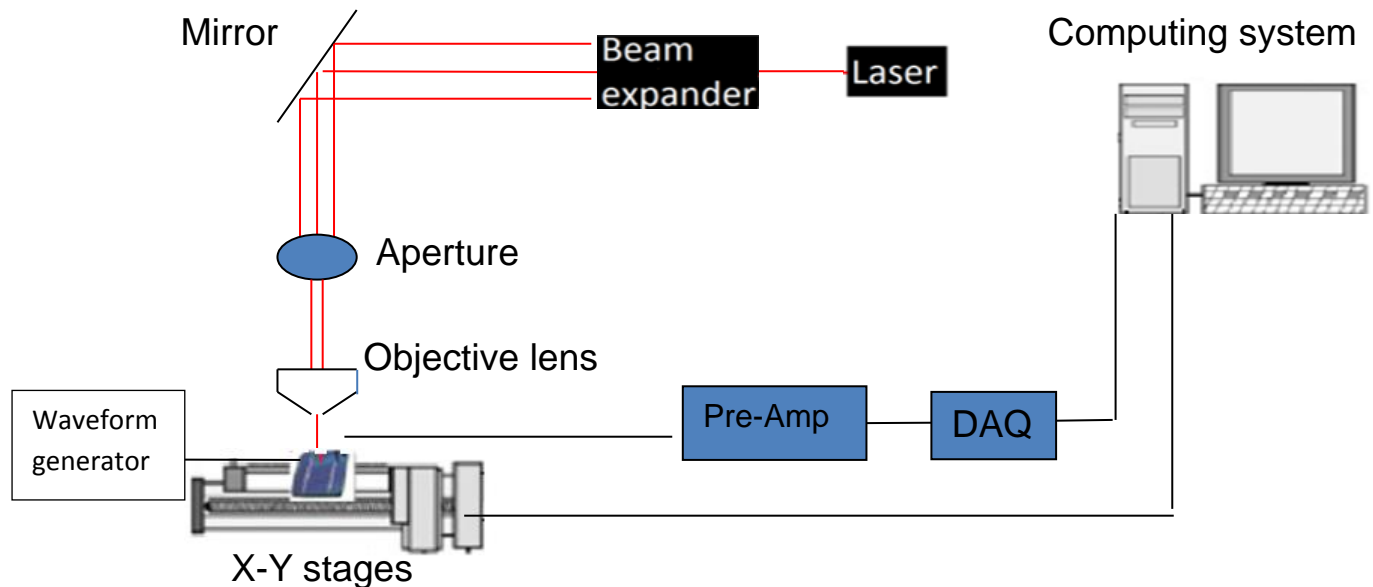 Mirror
Computing system
Beam
expander
Laser
Aperture
Objective lens
Waveform
generator
Pre-Amp
DAQ
X-Y stages